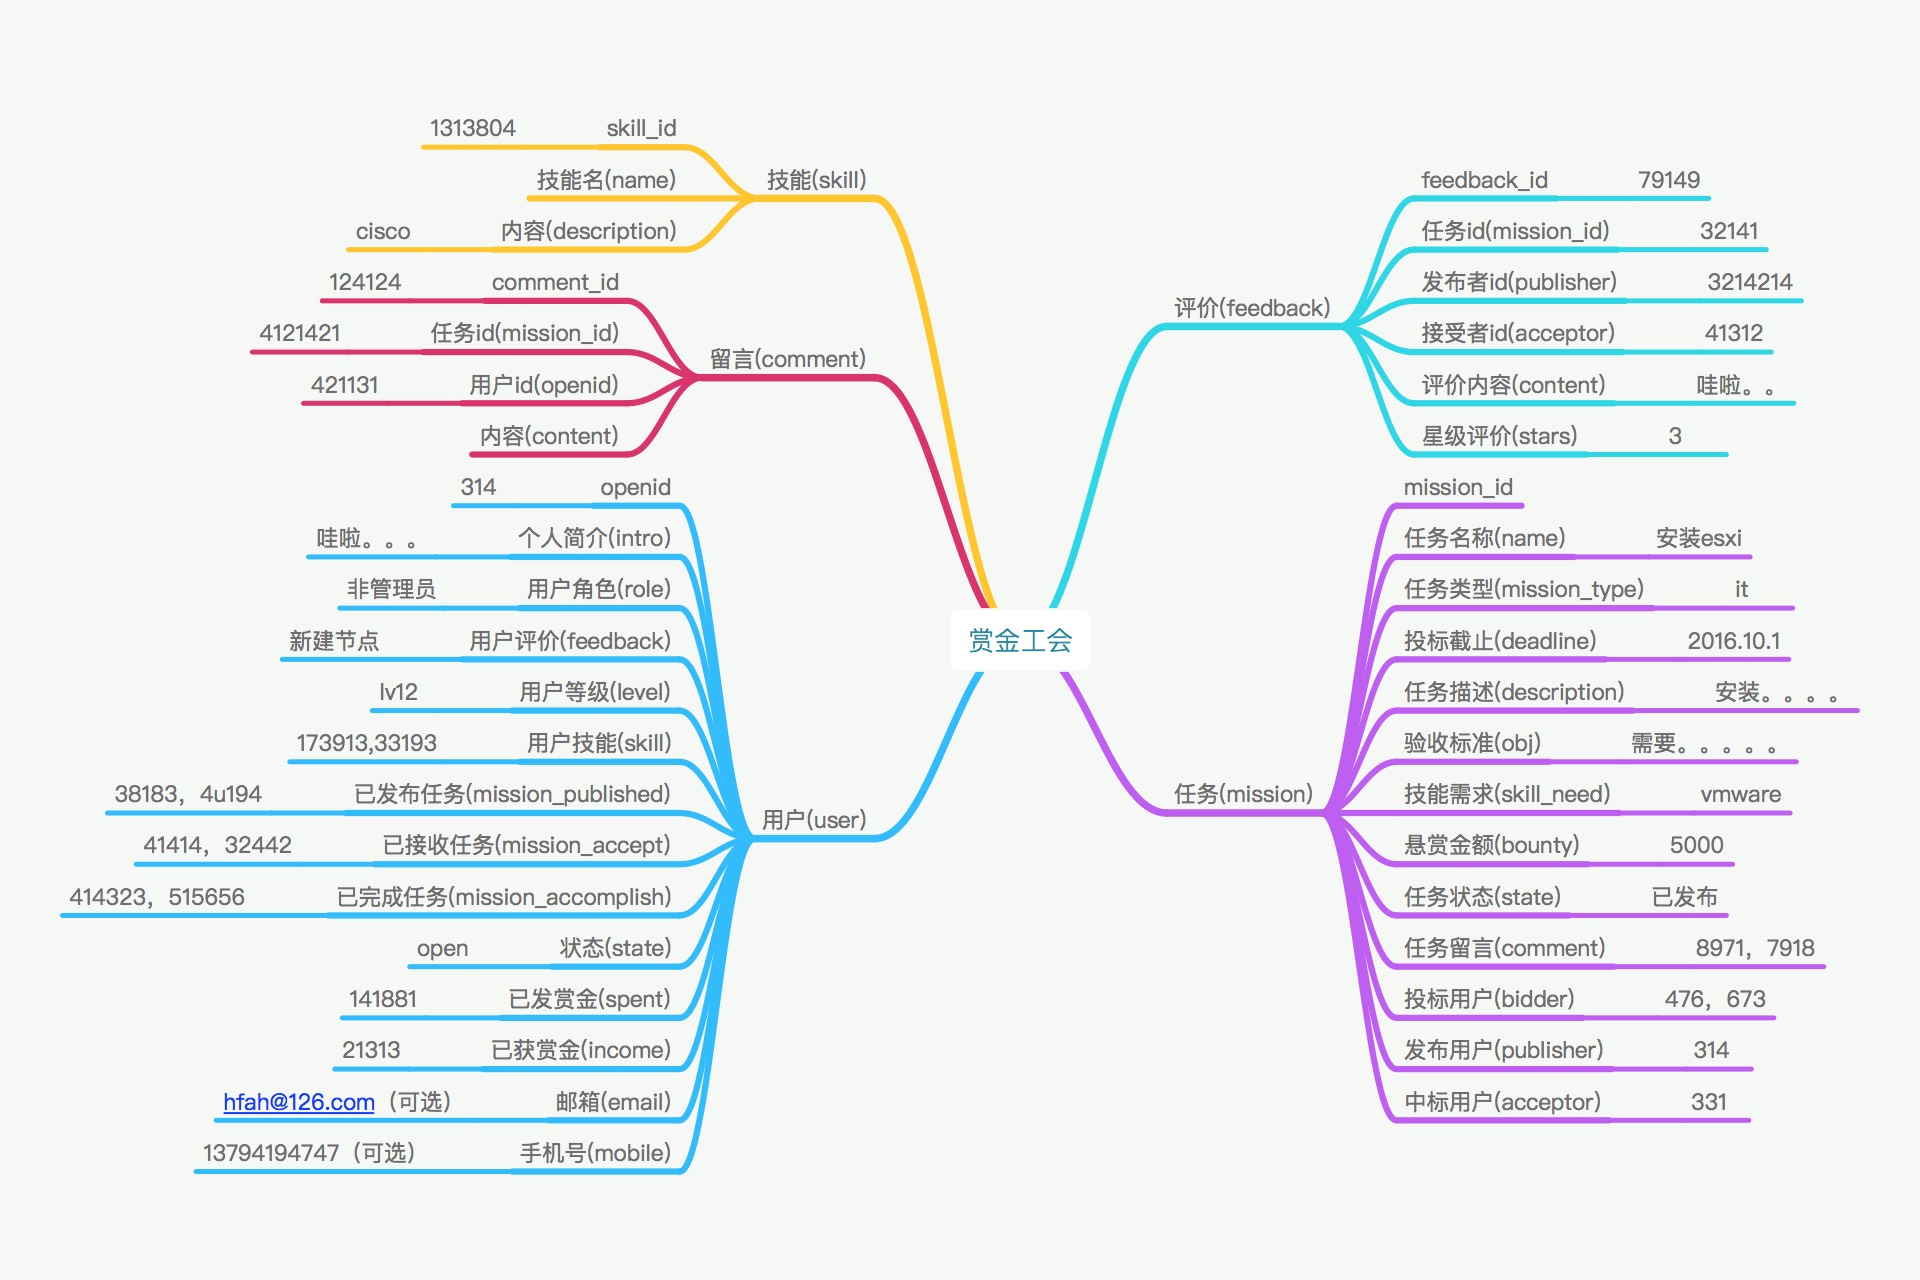 赏金工会
技能(skill)
skill_id 1313804
技能名(name)
内容(description) cisco
留言(comment)
comment_id 124124
任务id(mission_id) 4121421
用户id(openid) 421131
内容(content)
用户(user)
openid 314
个人简介(intro) 哇啦。。。
用户角色(role) 非管理员
用户评价(feedback) 新建节点
用户等级(level) lv12
用户技能(skill) 173913,33193
已发布任务(mission_published) 38183，4u194
已接收任务(mission_accept) 41414，32442
已完成任务(mission_accomplish) 414323，515656
状态(state) open
已发赏金(spent) 141881
已获赏金(income) 21313
邮箱(email) hfah@126.com（可选）
手机号(mobile) 13794194747（可选）
评价(feedback)
feedback_id 79149
任务id(mission_id) 32141
发布者id(publisher) 3214214
接受者id(acceptor) 41312
评价内容(content) 哇啦。。
星级评价(stars) 3
任务(mission)
mission_id
任务名称(name) 安装esxi
任务类型(mission_type) it
投标截止(deadline) 2016.10.1
任务描述(description) 安装。。。。
验收标准(obj) 需要。。。。。
技能需求(skill_need) vmware
悬赏金额(bounty) 5000
任务状态(state) 已发布
任务留言(comment) 8971，7918
投标用户(bidder) 476，673
发布用户(publisher) 314
中标用户(acceptor) 331